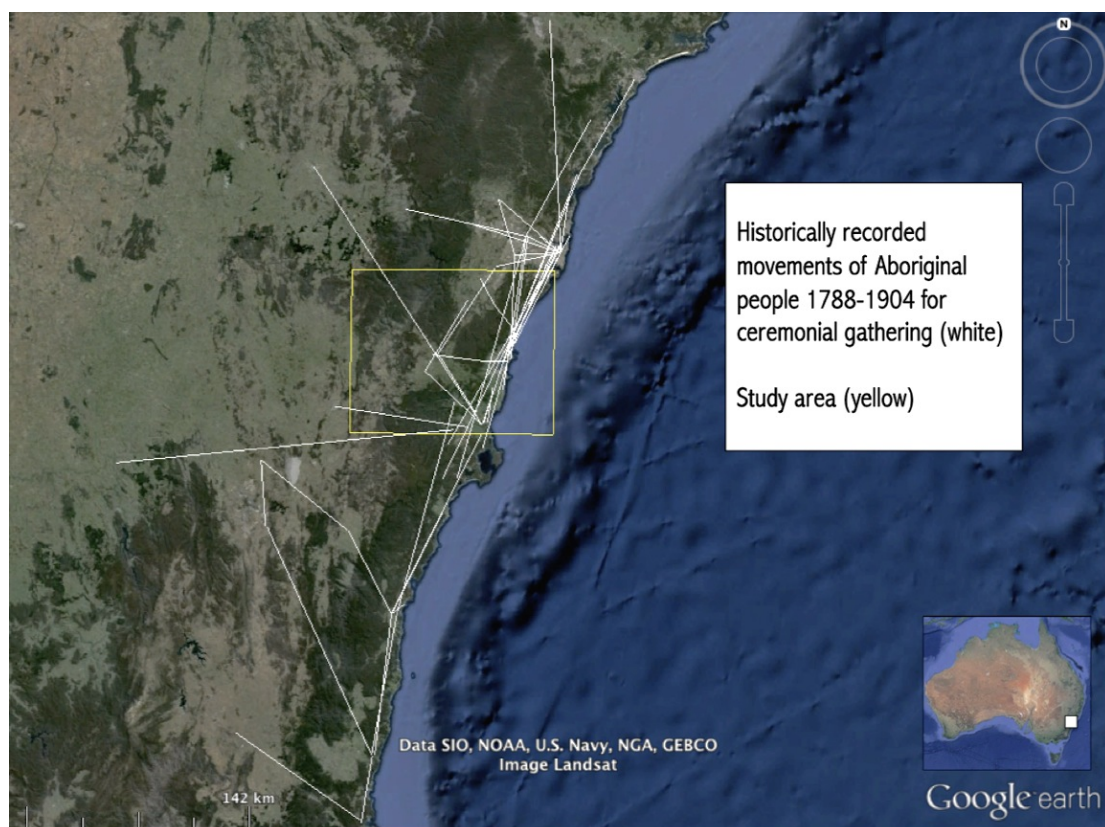 N
Historically recorded
movements of Aboriginal
people 1788-1904 for
ceremonial gathering (white)
Study area (yellow)
Data SIO, NOAA, U.S. Navy, NGA, GEBCO
Image Landsat
142 km
Google earth